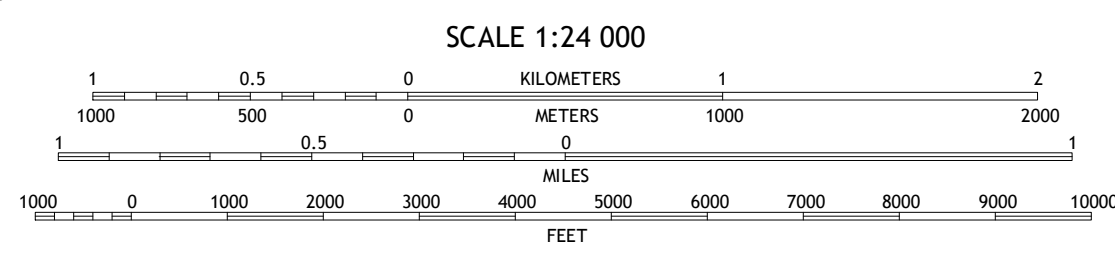 SCALE 1:24 000
1 0.5 0 KILOMETERS 1 2
1000 500 0 METERS 1000 2000
1 0.5 0 1
MILES
1000 0 1000 2000 3000 4000 5000 6000 7000 8000 9000 10000
FEET